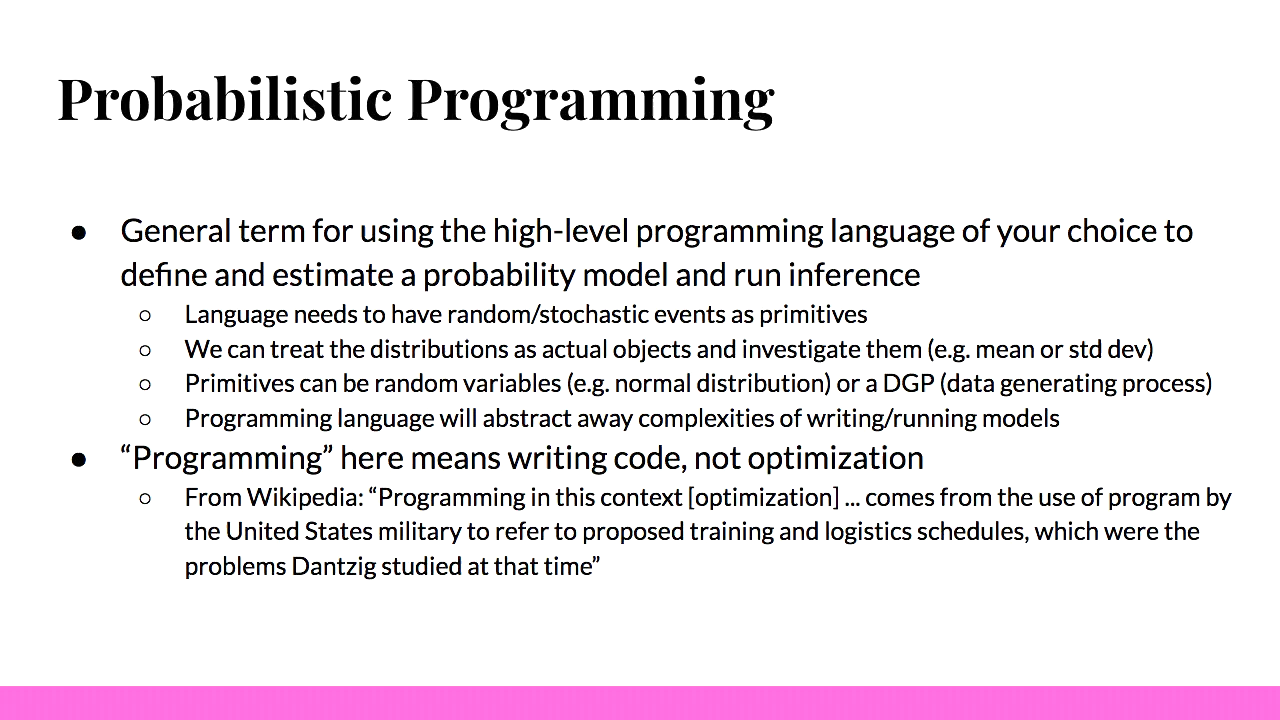 Probabilistic Programming
● General term for using the high-level programming language of your choice to
define and estimate a probability model and run inference
○ Language needs to have random/stochastic events as primitives
○ We can treat the distributions as actual objects and investigate them (e.g. mean or std dev)
○ Primitives can be random variables (e.g. normal distribution) or a DGP (data generating process)
○ Programming language will abstract away complexities of writing/running models
● “Programming” here means writing code, not optimization
○ From Wikipedia: “Programming in this context [optimization] ... comes from the use of program by
the United States military to refer to proposed training and logistics schedules, which were the
problems Dantzig studied at that time”